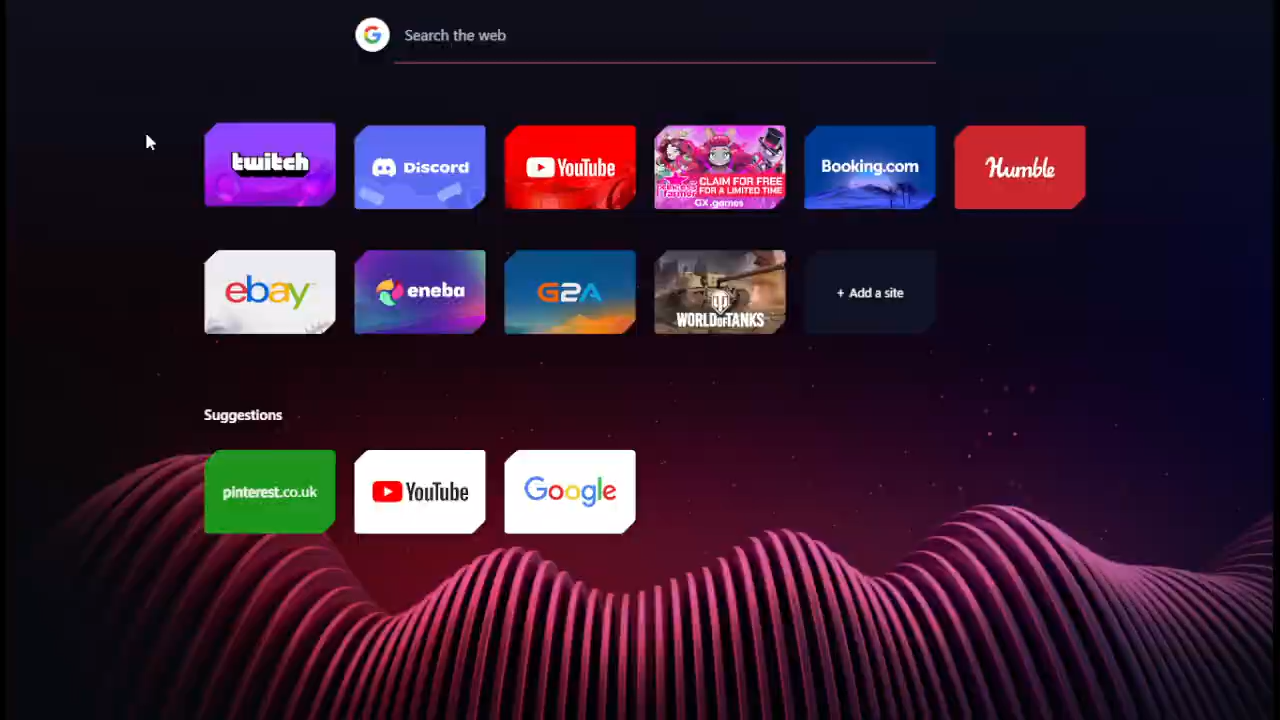 Search the web
twitch
Discord
YouTube
CLAIM FOR FREE
FOR A LIMITED TIME
GX.games
Booking.com
Humble
ebay
eneba
G2A
WORLD OF TANKS
+ Add a site
Suggestions
pinterest.co.uk
YouTube
Google